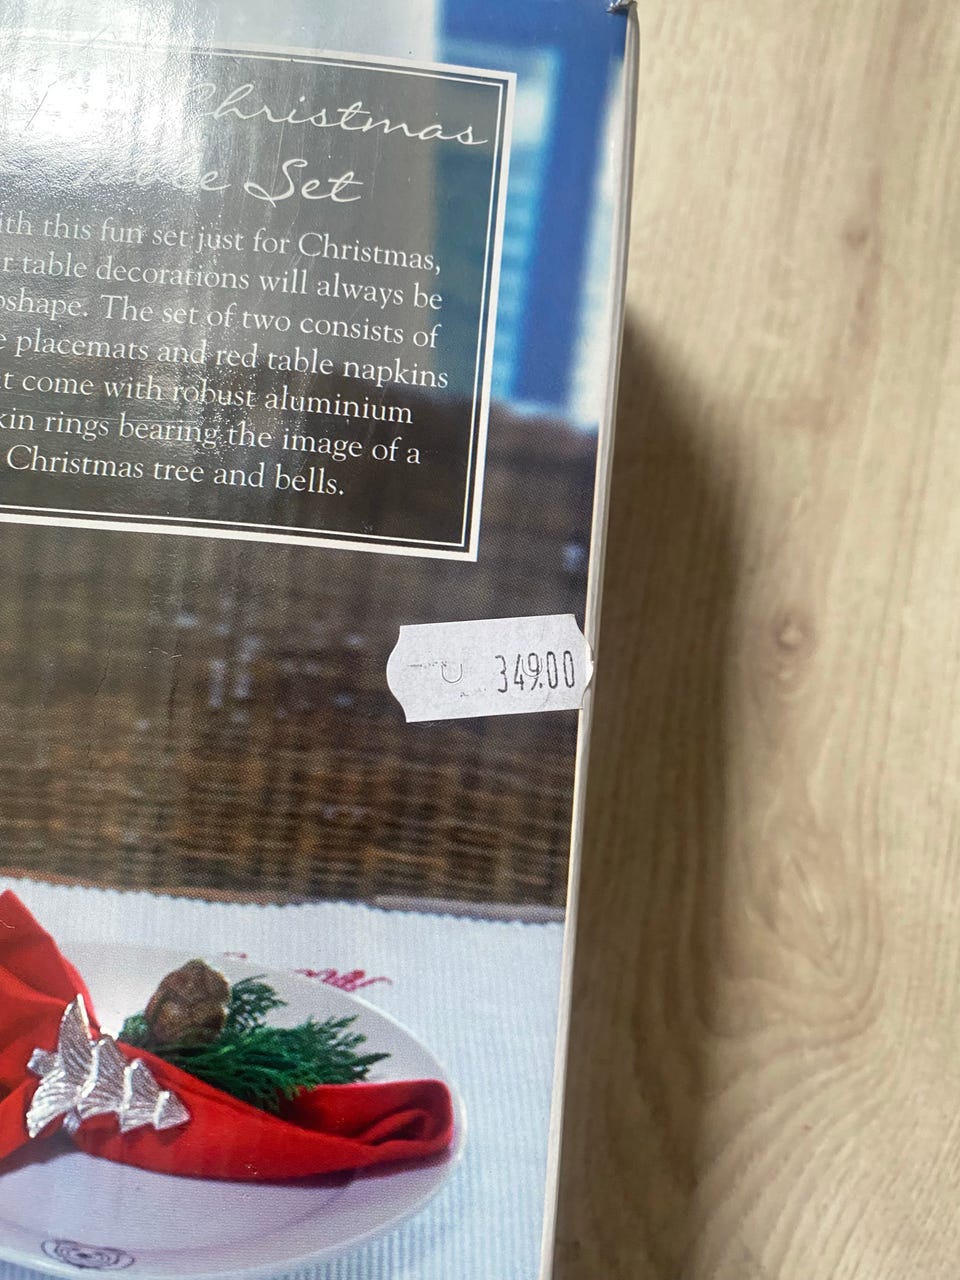 Christmas
Table Set
ith this fun set just for Christmas,
r table decorations will always be
pshape. The set of two consists of
e placemats and red table napkins
t come with robust aluminium
kin rings bearing the image of a
Christmas tree and bells.
349.00